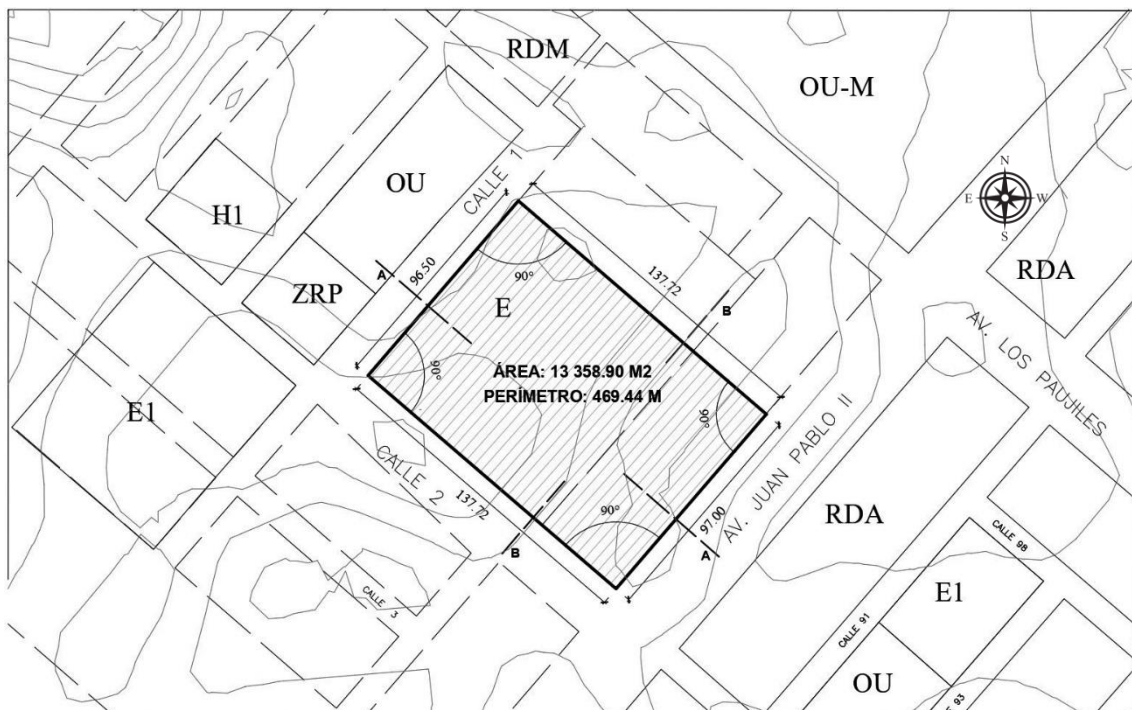 RDM
OU-M
OU
CALLE 1
N
E
W
S
H1
RDA
A
96.50
90°
137.72
ZRP
E
B
AV. LOS PAUJILES
90°
ÁREA: 13 358.90 M2
PERÍMETRO: 469.44 M
E1
90°
AV. JUAN PABLO II
CALLE 2
137.72
90°
97.00
RDA
CALLE 98
B
A
CALLE 3
E1
CALLE 91
OU
CALLE 93